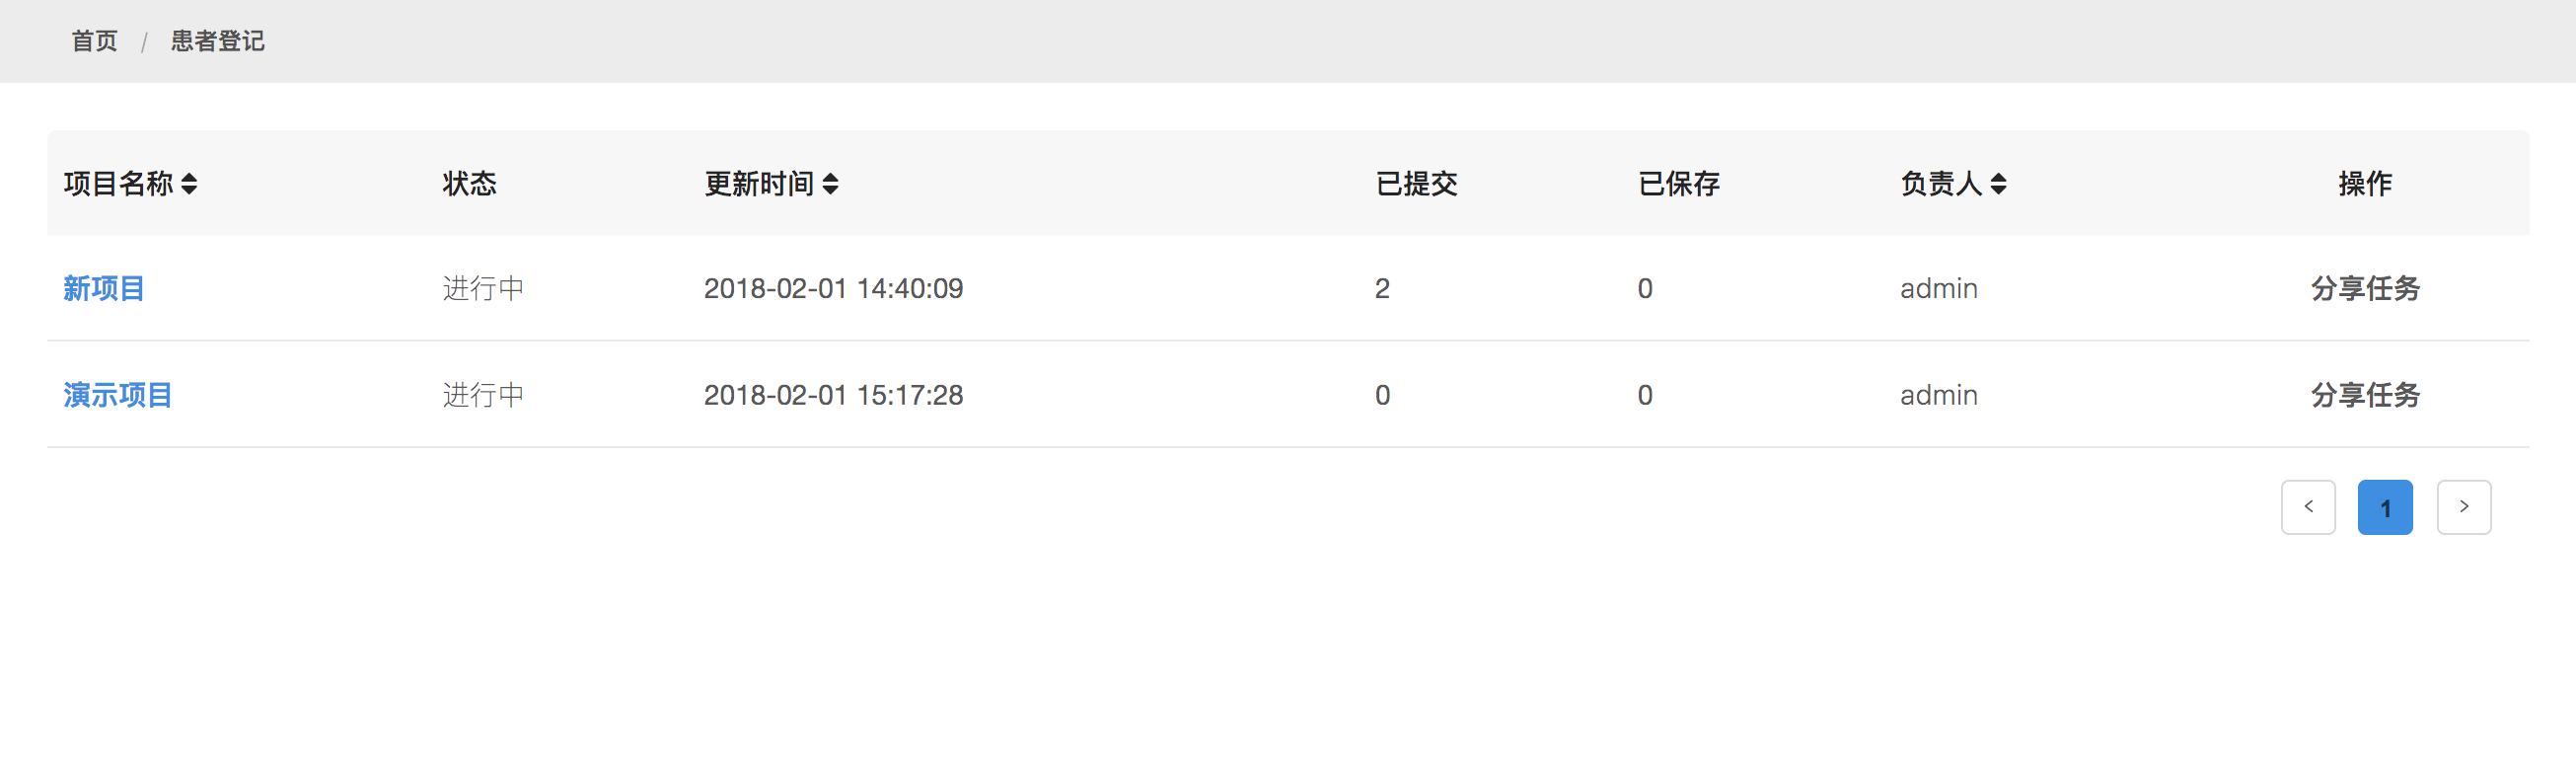 首页 / 患者登记
项目名称 状态 更新时间 已提交 已保存 负责人 操作
新项目 进行中 2018-02-01 14:40:09 2 0 admin 分享任务
演示项目 进行中 2018-02-01 15:17:28 0 0 admin 分享任务
< 1 >